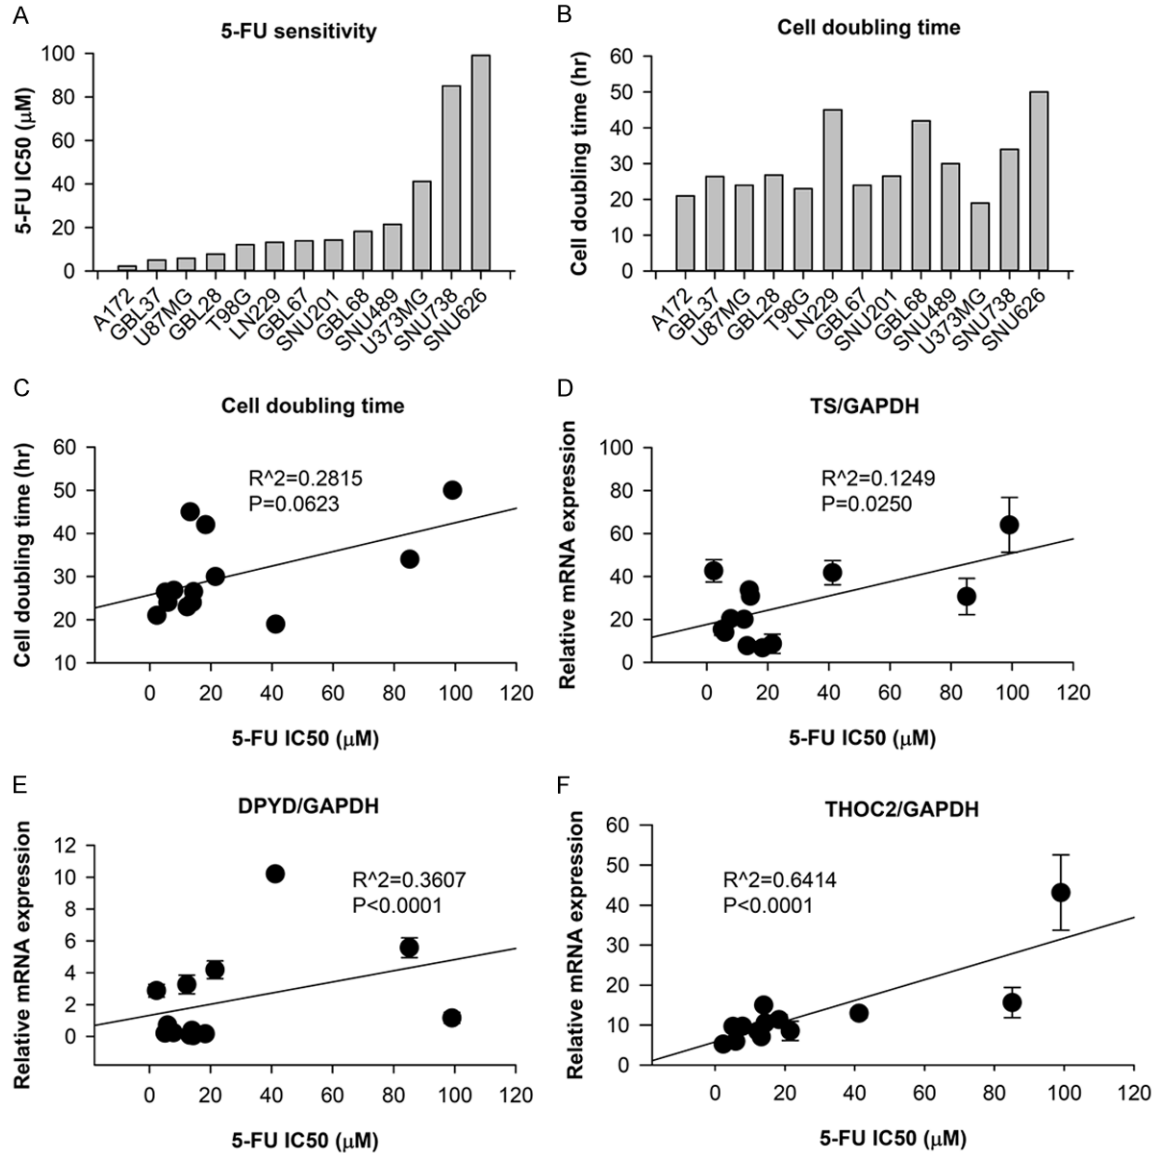 A
5-FU sensitivity
5-FU IC50 (μM)
100
80
60
40
20
0
A172
GBL37
U87MG
GBL28
T98G
LN229
GBL67
SNU201
GBL68
SNU489
U373MG
SNU738
SNU626
B
Cell doubling time
Cell doubling time (hr)
60
50
40
30
20
10
0
A172
GBL37
U87MG
GBL28
T98G
LN229
GBL67
SNU201
GBL68
SNU489
U373MG
SNU738
SNU626
C
Cell doubling time
Cell doubling time (hr)
60
50
40
30
20
10
R^2=0.2815
P=0.0623
0 20 40 60 80 100 120
5-FU IC50 (μM)
D
TS/GAPDH
Relative mRNA expression
100
80
60
40
20
0
R^2=0.1249
P=0.0250
0 20 40 60 80 100 120
5-FU IC50 (μM)
E
DPYD/GAPDH
Relative mRNA expression
12
10
8
6
4
2
0
R^2=0.3607
P<0.0001
0 20 40 60 80 100 120
5-FU IC50 (μM)
F
THOC2/GAPDH
Relative mRNA expression
60
50
40
30
20
10
0
R^2=0.6414
P<0.0001
0 20 40 60 80 100 120
5-FU IC50 (μM)